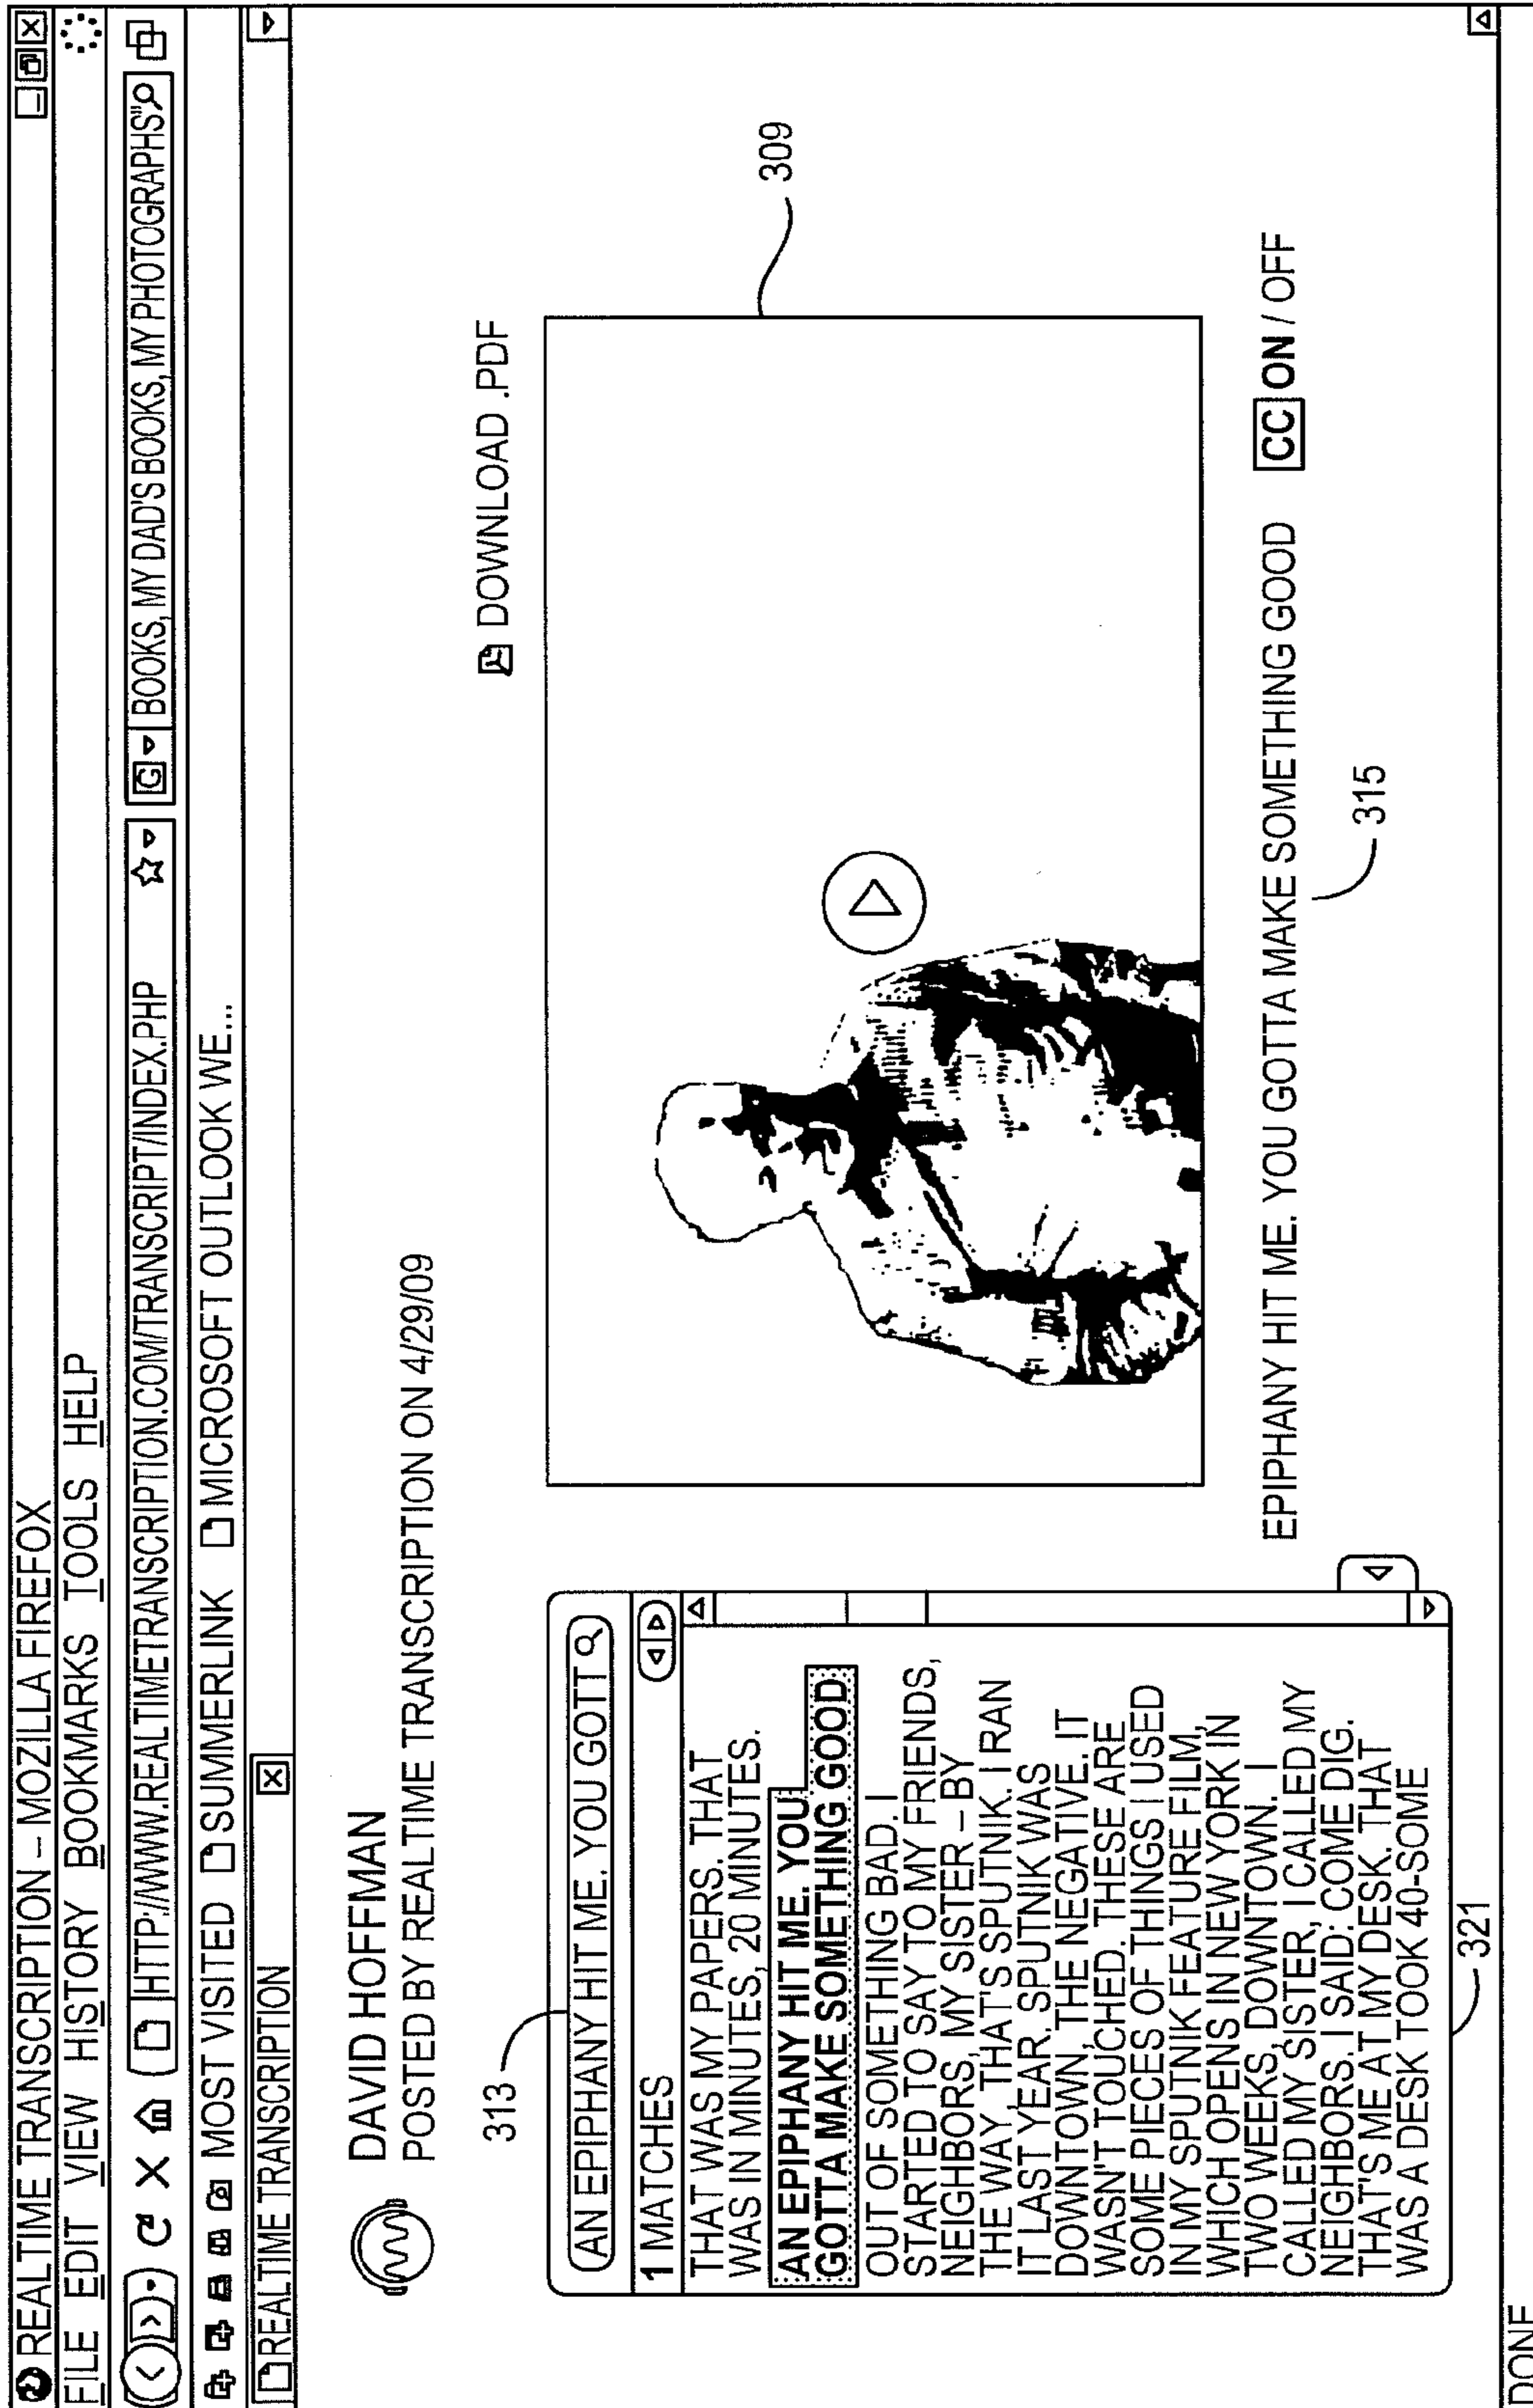 REALTIME TRANSCRIPTION – MOZILLA FIREFOX
FILE EDIT VIEW HISTORY BOOKMARKS TOOLS HELP
HTTP://WWW.REALTIMETRANSCRIPTION.COM/TRANSCRIPT/INDEX.PHP
G BOOKS, MY DAD'S BOOKS, MY PHOTOGRAPHS"
MOST VISITED SUMMERLINK MICROSOFT OUTLOOK WE...
REALTIME TRANSCRIPTION
DAVID HOFFMAN
POSTED BY REALTIME TRANSCRIPTION ON 4/29/09
DOWNLOAD .PDF
313
AN EPIPHANY HIT ME. YOU GOTT
1 MATCHES
THAT WAS MY PAPERS. THAT
WAS IN MINUTES, 20 MINUTES.
AN EPIPHANY HIT ME. YOU
GOTTA MAKE SOMETHING GOOD
OUT OF SOMETHING BAD. I
STARTED TO SAY TO MY FRIENDS,
NEIGHBORS, MY SISTER – BY
THE WAY, THAT'S SPUTNIK. I RAN
IT LAST YEAR, SPUTNIK WAS
DOWNTOWN, THE NEGATIVE. IT
WASN'T TOUCHED. THESE ARE
SOME PIECES OF THINGS I USED
IN MY SPUTNIK FEATURE FILM,
WHICH OPENS IN NEW YORK IN
TWO WEEKS, DOWNTOWN. I
CALLED MY SISTER, I CALLED MY
NEIGHBORS. I SAID: COME DIG.
THAT'S ME AT MY DESK. THAT
WAS A DESK TOOK 40-SOME
321
309
EPIPHANY HIT ME. YOU GOTTA MAKE SOMETHING GOOD CC ON / OFF
315
DONE